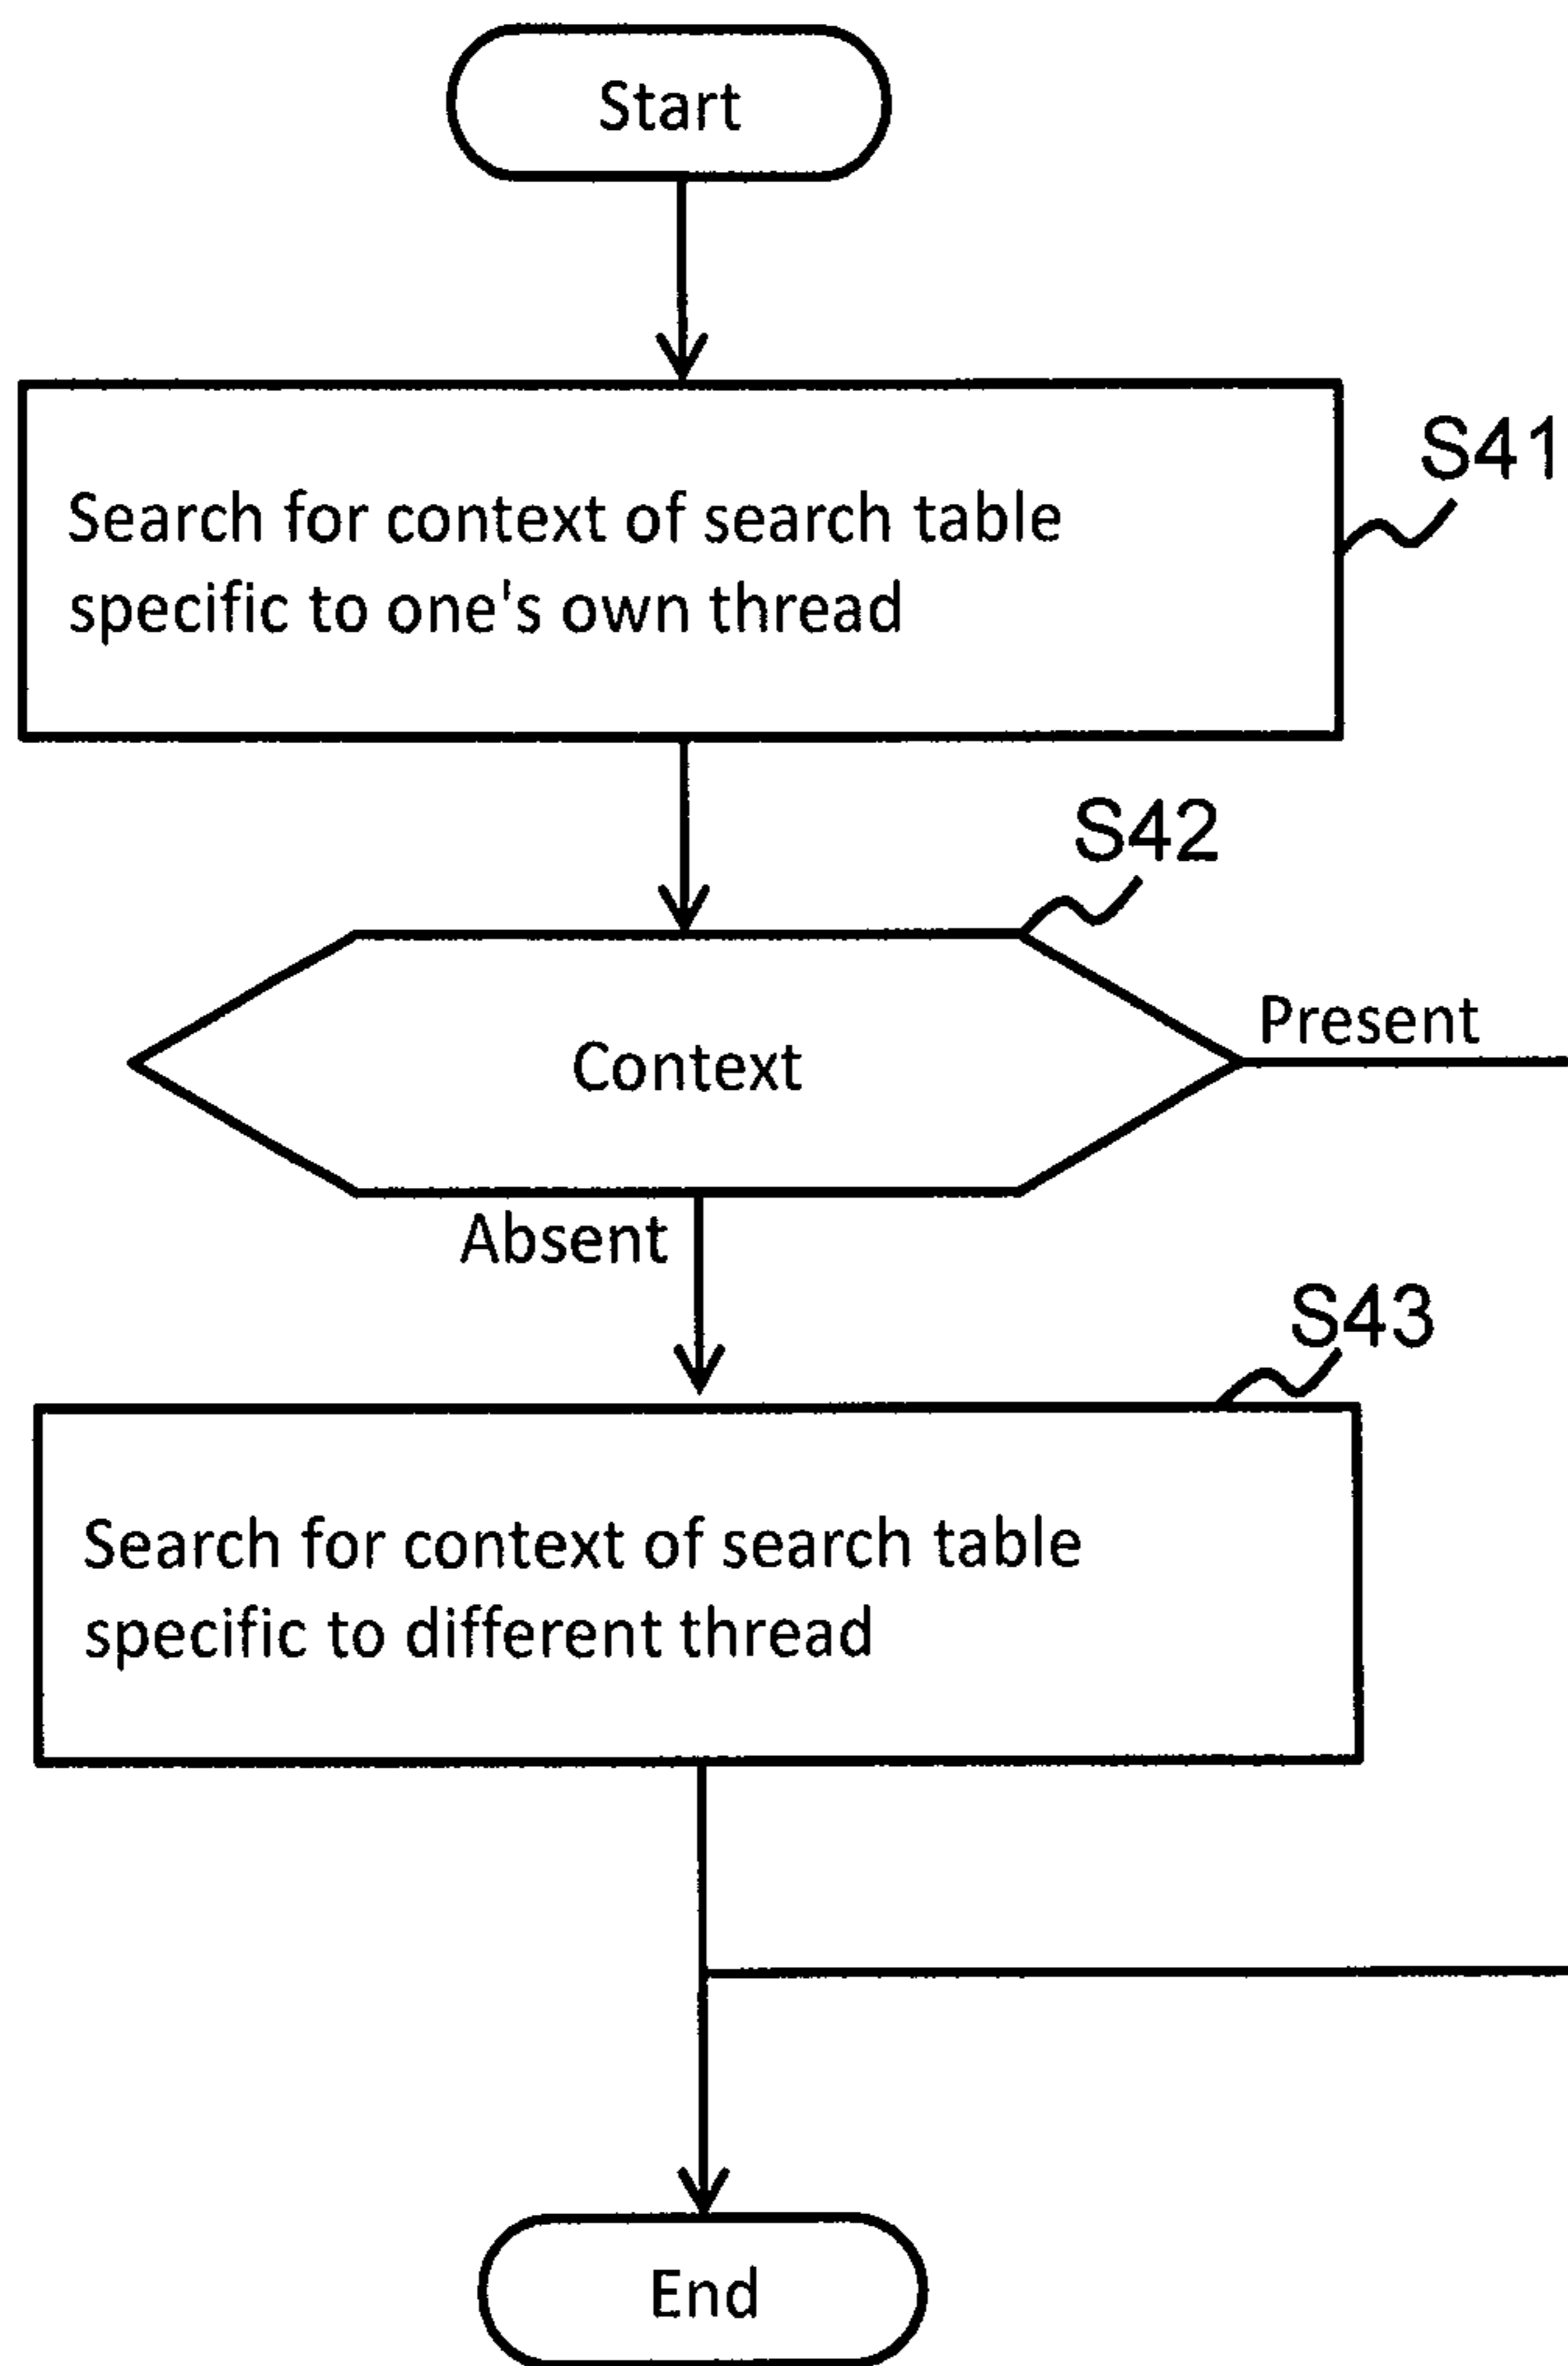 Start
S41
Search for context of search table
specific to one's own thread
S42
Present
Context
Absent
S43
Search for context of search table
specific to different thread
End